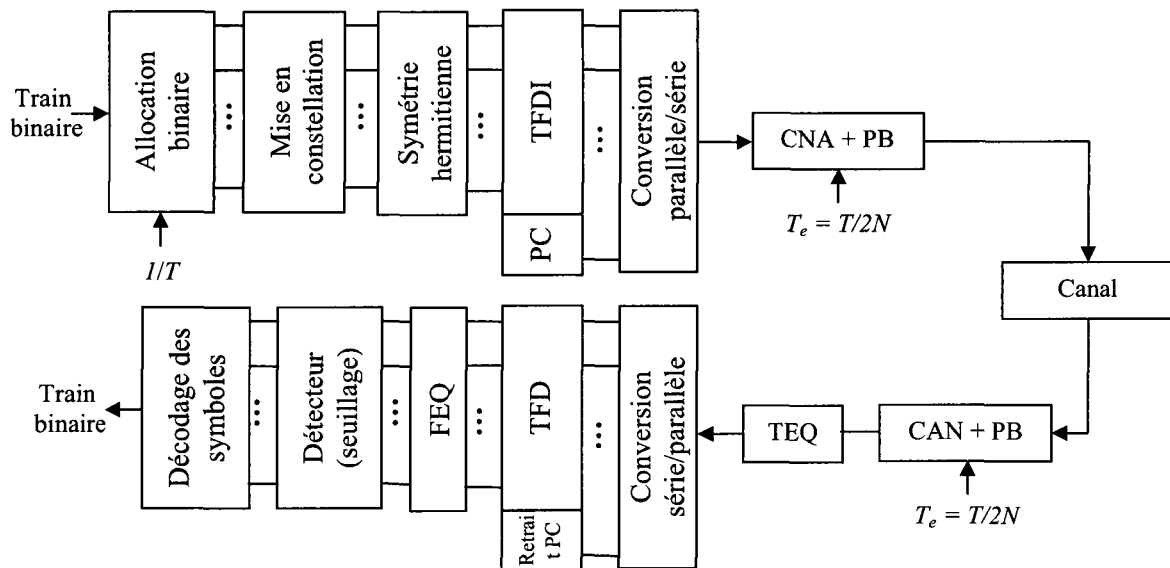 Train
binaire
Allocation
binaire
Mise en
constellation
Symétrie
hermitienne
TFDI
PC
Conversion
parallèle/série
CNA + PB
T_e = T/2N
1/T
Canal
Train
binaire
Décodage des
symboles
Détecteur
(seuillage)
FEQ
TFD
Retrai
t PC
Conversion
série/parallèle
TEQ
CAN + PB
T_e = T/2N